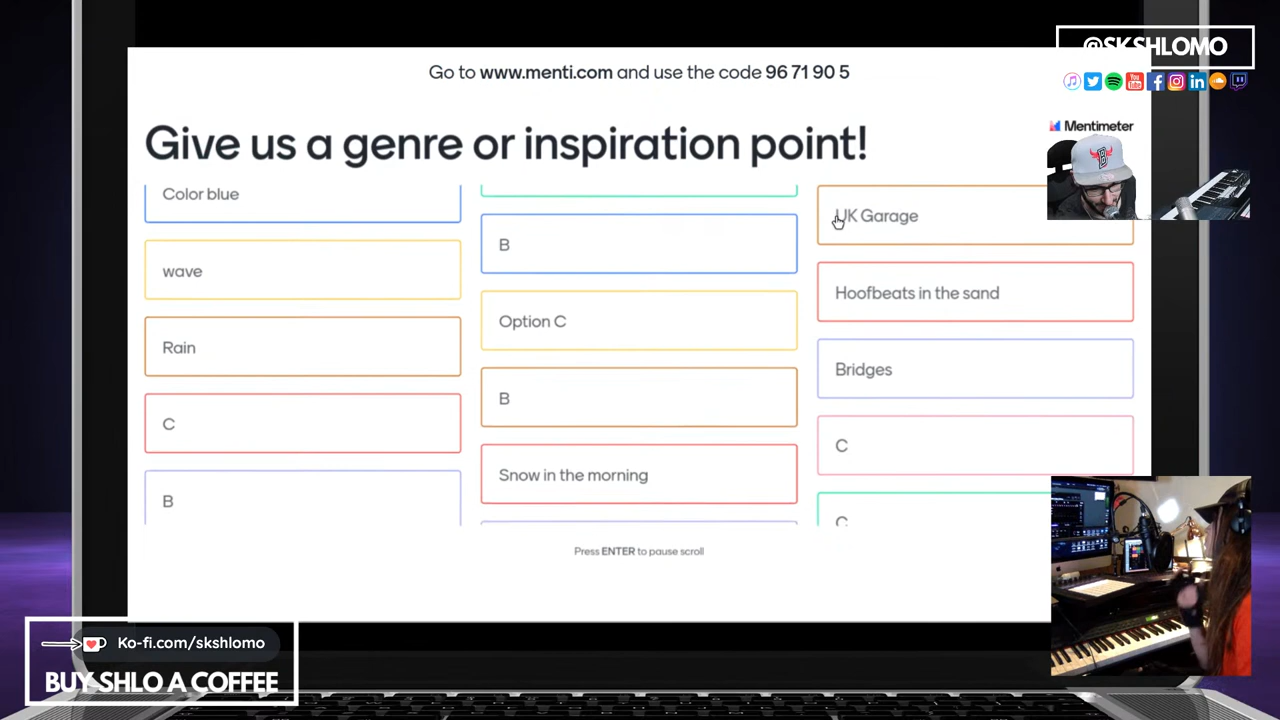 @SKSHLOMO
Go to www.menti.com and use the code 96 71 90 5
Mentimeter
Give us a genre or inspiration point!
Color blue
wave
Rain
C
B
B
Option C
B
Snow in the morning
UK Garage
Hoofbeats in the sand
Bridges
C
C
Press ENTER to pause scroll
Ko-fi.com/skshlomo
BUY SHLO A COFFEE